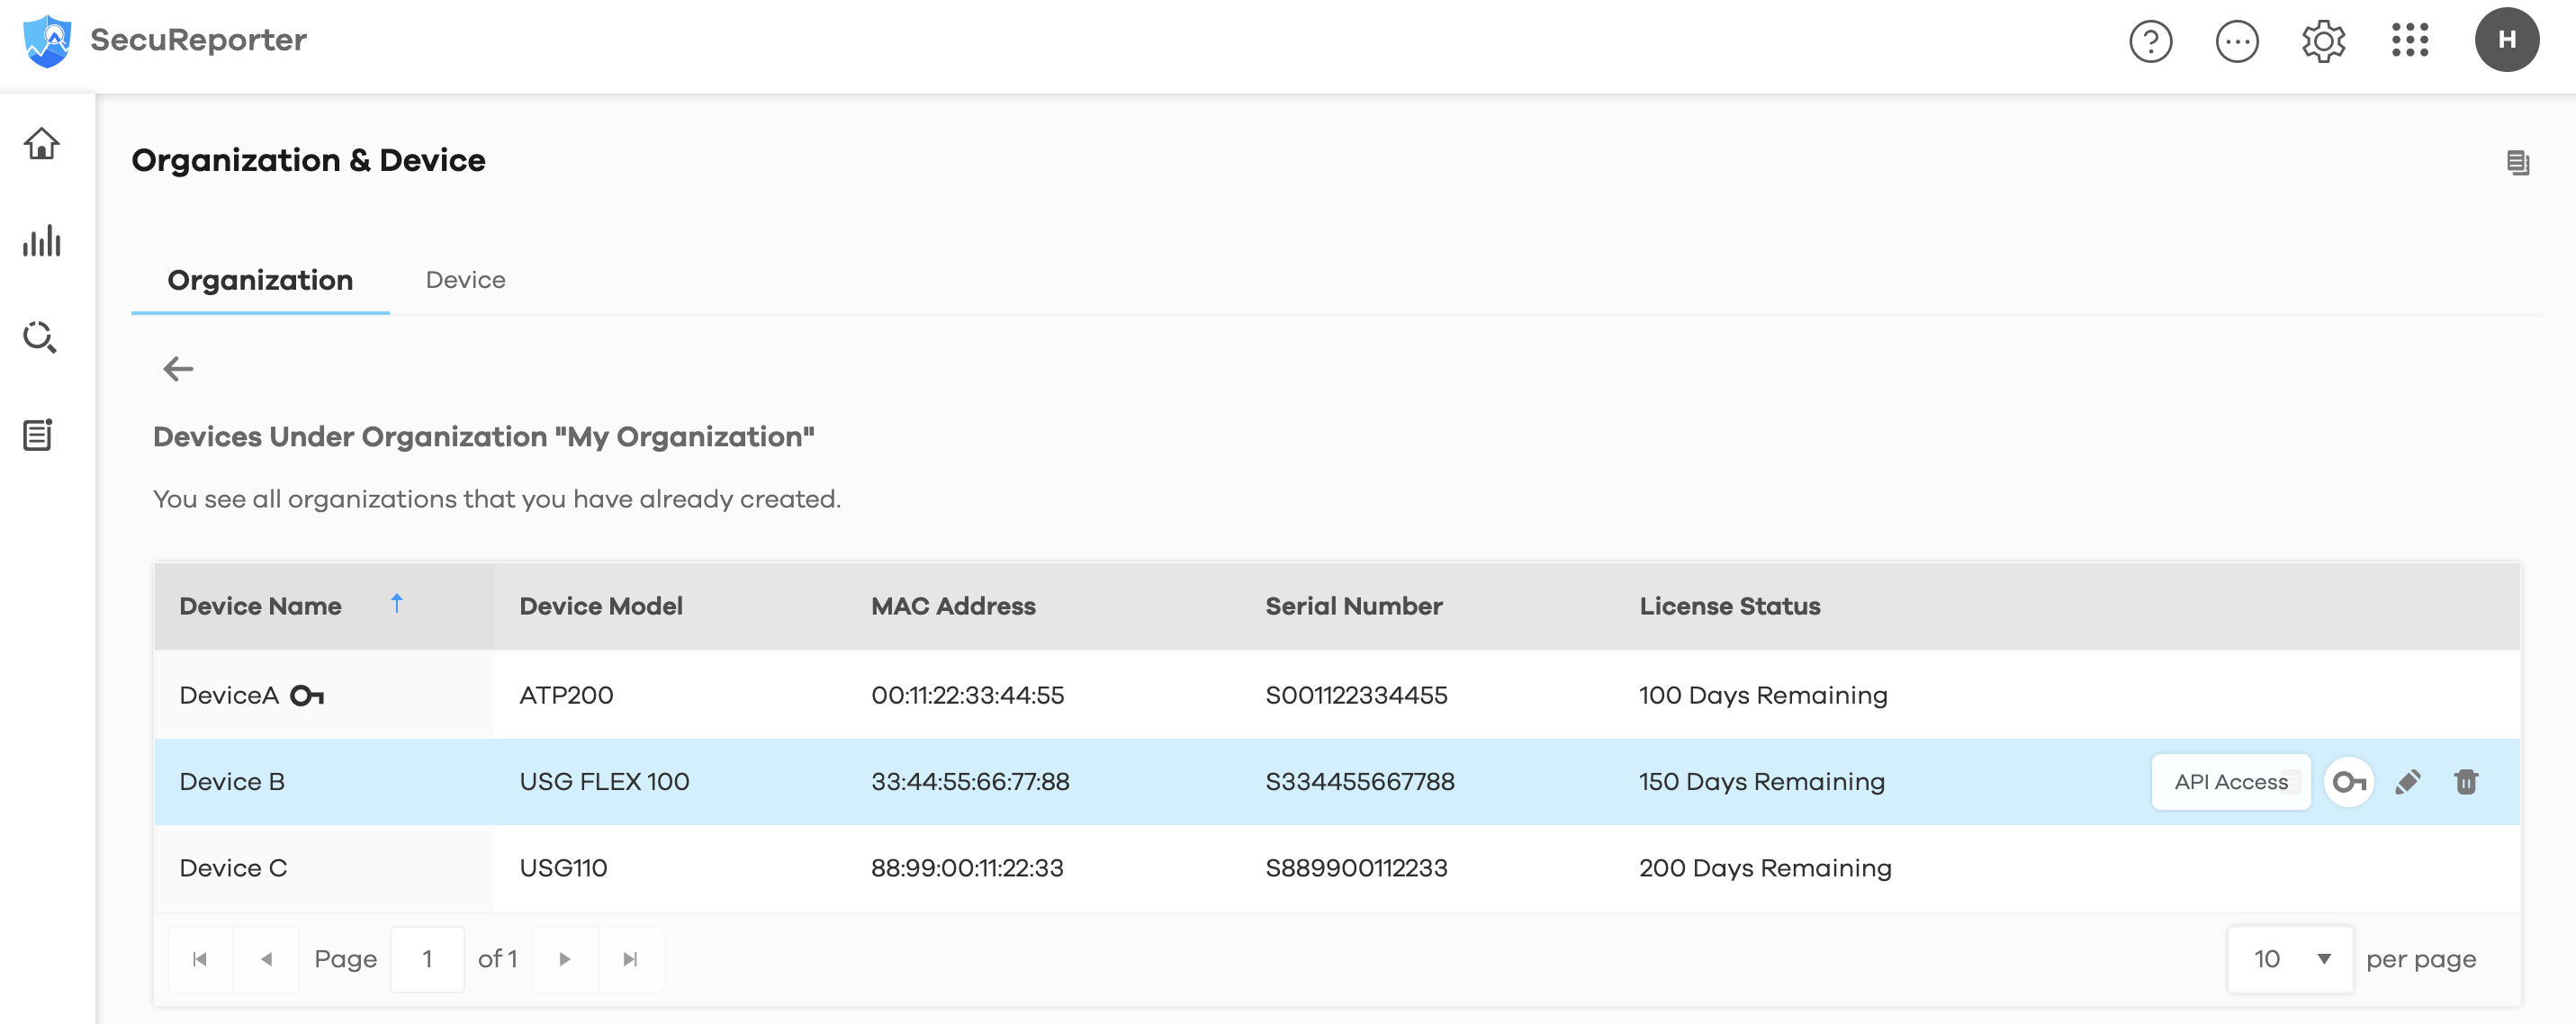 SecuReporter
H
Organization & Device
Organization Device
Devices Under Organization "My Organization"
You see all organizations that you have already created.
Device Name Device Model MAC Address Serial Number License Status
DeviceA ATP200 00:11:22:33:44:55 S001122334455 100 Days Remaining
Device B USG FLEX 100 33:44:55:66:77:88 S334455667788 150 Days Remaining API Access
Device C USG110 88:99:00:11:22:33 S889900112233 200 Days Remaining
Page 1 of 1 10 per page